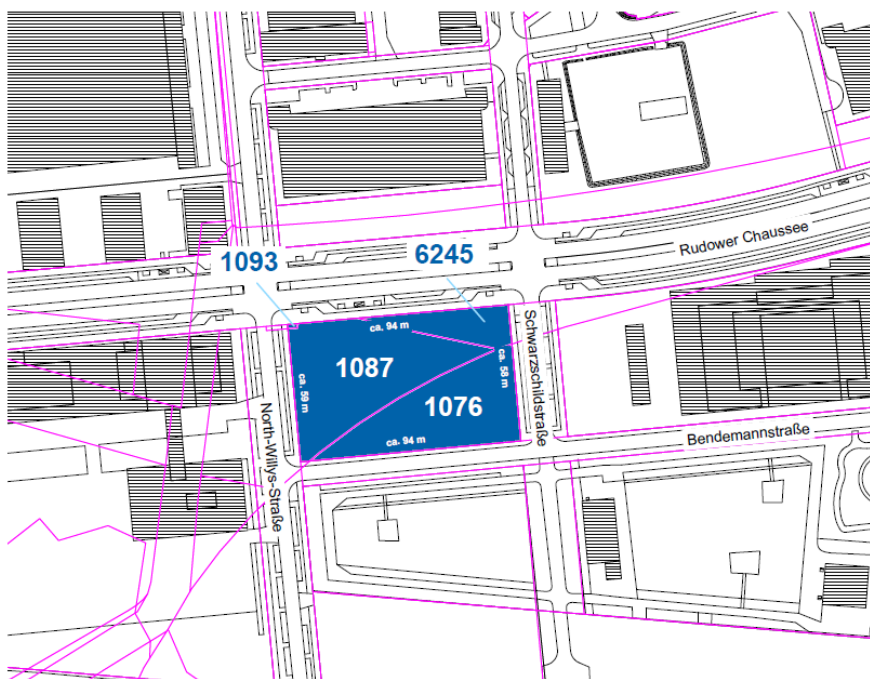 Rudower Chaussee
1093
6245
ca. 94 m
Schwarzschildstraße
1087
ca. 58 m
ca. 59 m
1076
North-Willys-Straße
ca. 94 m
Bendemannstraße